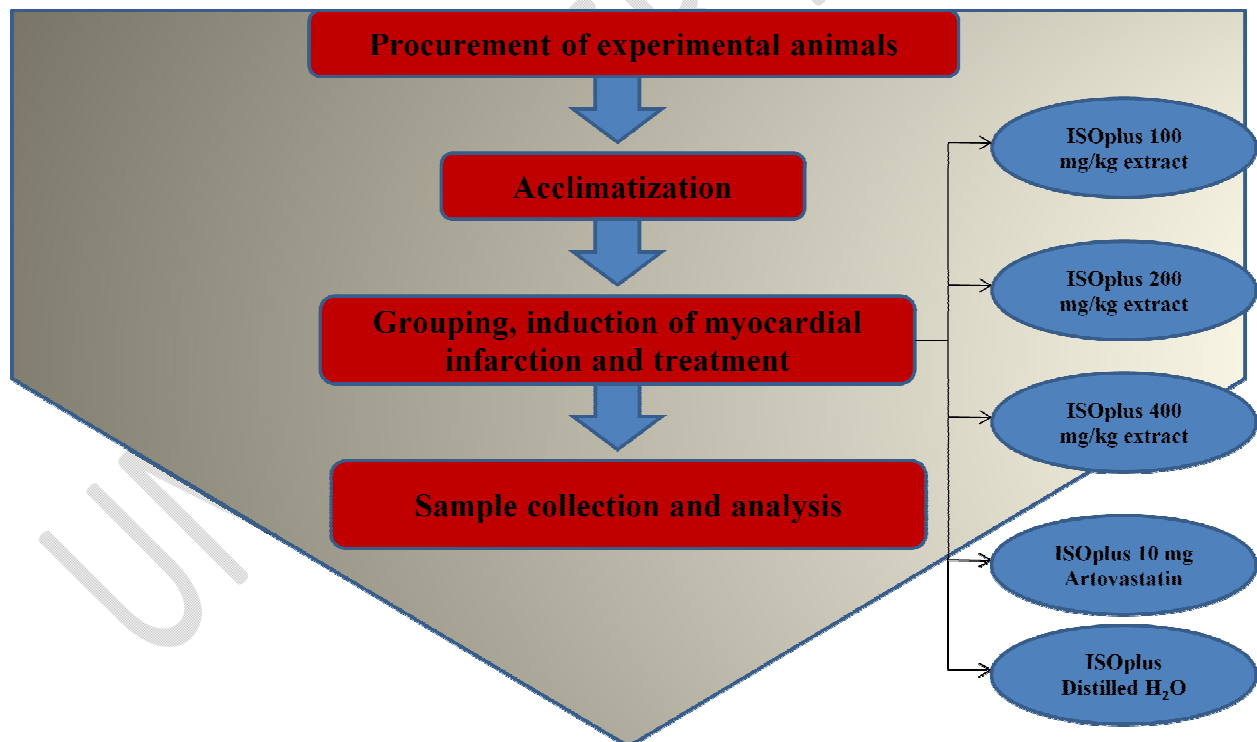 Procurement of experimental animals
Acclimatization
Grouping, induction of myocardial
infarction and treatment
Sample collection and analysis
ISOplus 100
mg/kg extract
ISOplus 200
mg/kg extract
ISOplus 400
mg/kg extract
ISOplus 10 mg
Artovastatin
ISOplus
Distilled H₂O